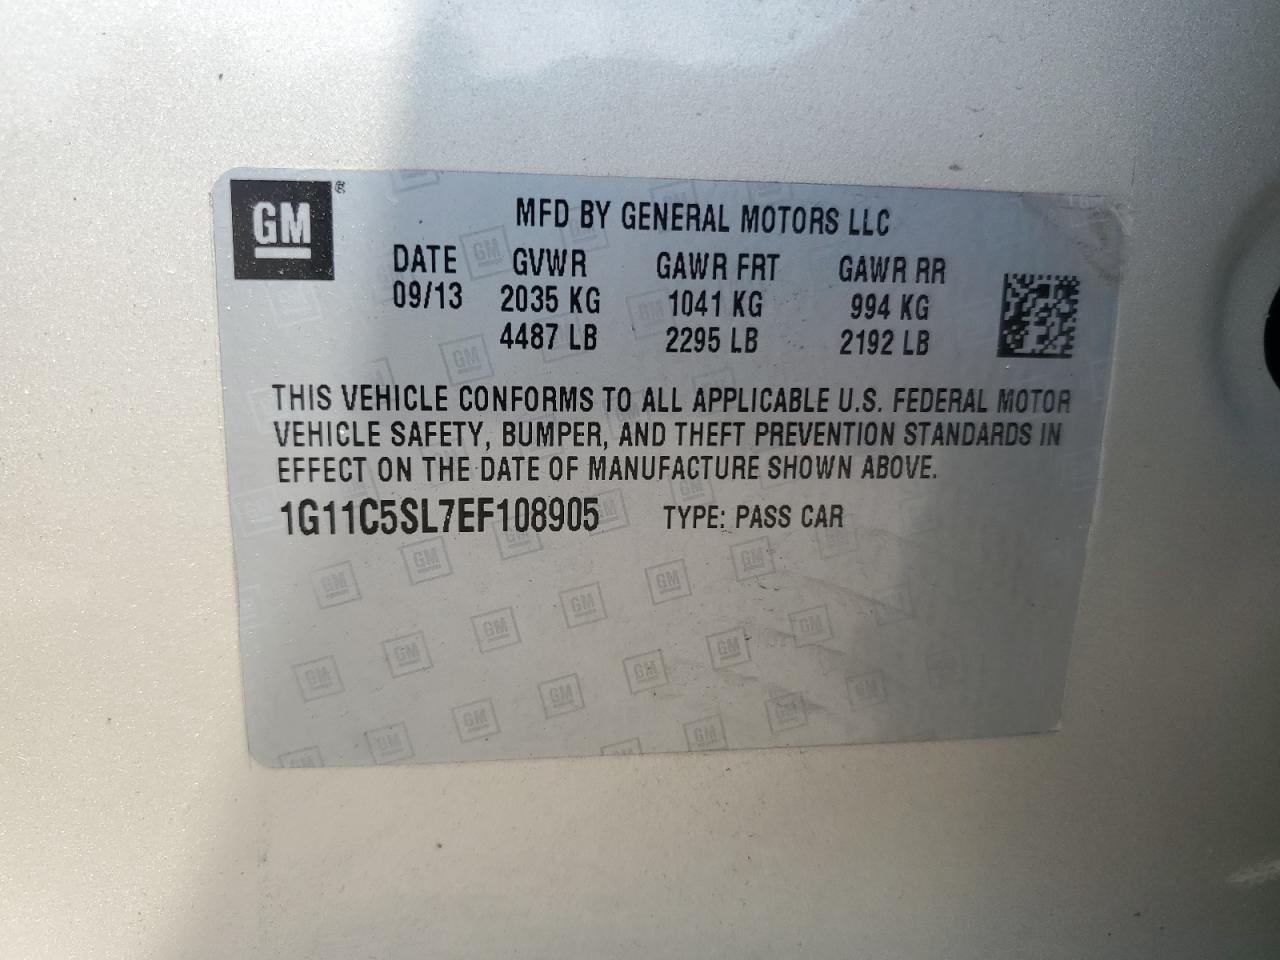 GM ®
MFD BY GENERAL MOTORS LLC
DATE GVWR GAWR FRT GAWR RR
09/13 2035 KG 1041 KG 994 KG
4487 LB 2295 LB 2192 LB
THIS VEHICLE CONFORMS TO ALL APPLICABLE U.S. FEDERAL MOTOR
VEHICLE SAFETY, BUMPER, AND THEFT PREVENTION STANDARDS IN
EFFECT ON THE DATE OF MANUFACTURE SHOWN ABOVE.
1G11C5SL7EF108905 TYPE: PASS CAR